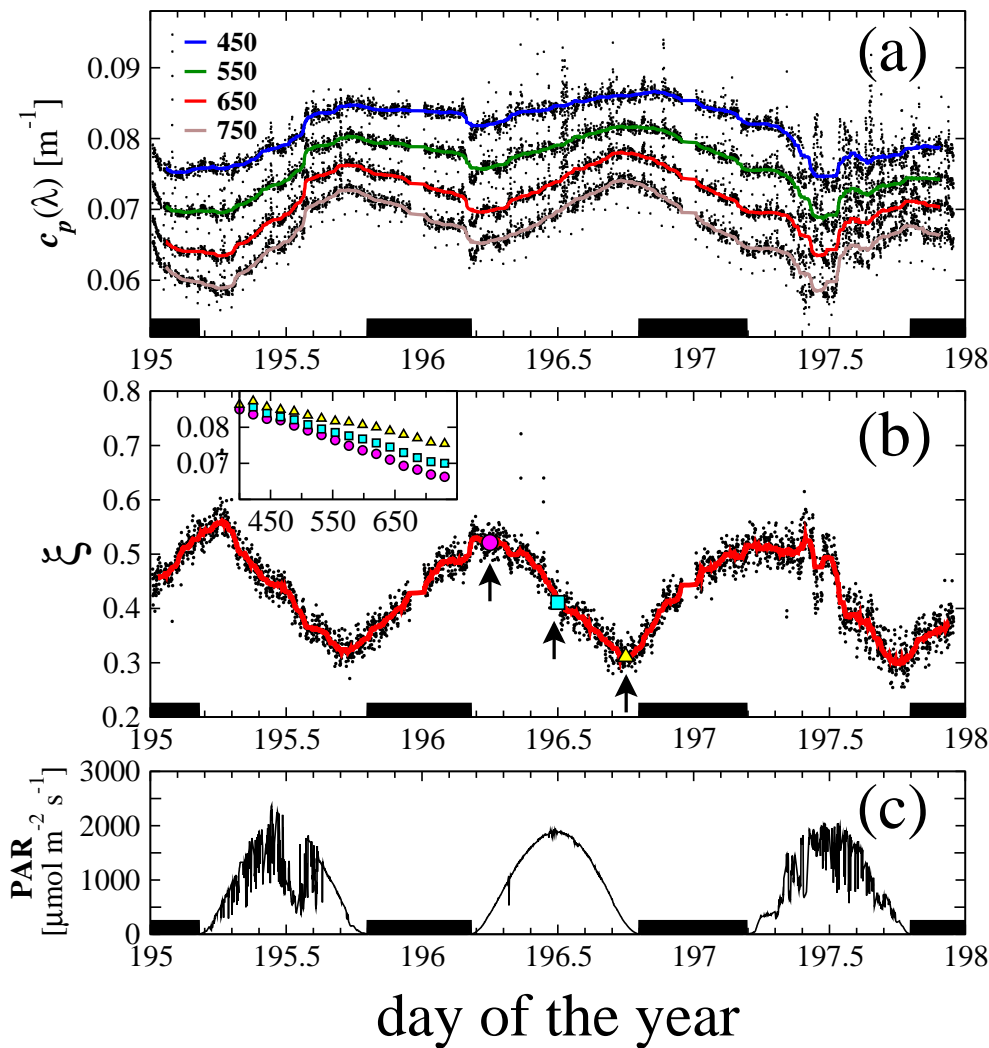 (a)
450
550
650
750
0.09
0.08
0.07
0.06
c_p(λ) [m⁻¹]
195 195.5 196 196.5 197 197.5 198
(b)
0.8
0.7
0.6
0.5
0.4
0.3
0.2
ξ
0.08
0.07
450 550 650
195 195.5 196 196.5 197 197.5 198
(c)
3000
2000
1000
0
PAR
[μmol m⁻² s⁻¹]
195 195.5 196 196.5 197 197.5 198
day of the year